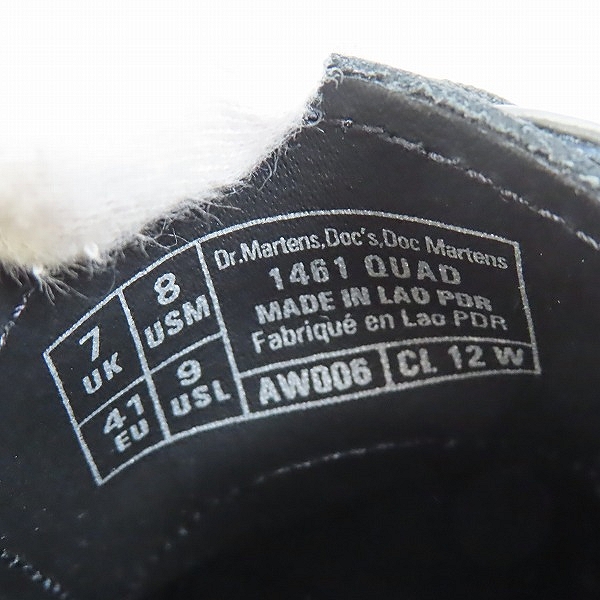 7
UK
8
USM
41
EU
9
USL
Dr.Martens,Doc's,Doc Martens
1461 QUAD
MADE IN LAO PDR
Fabriqué en Lao PDR
AW006
CL 12 W